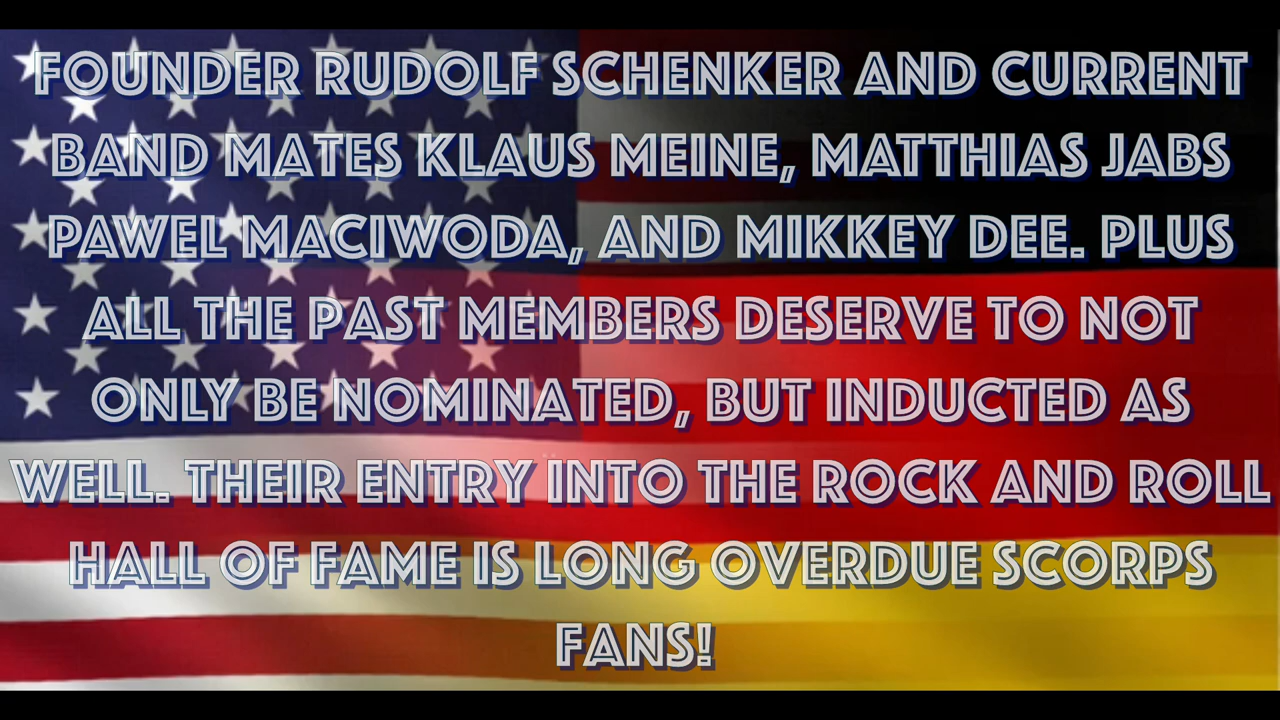 FOUNDER RUDOLF SCHENKER AND CURRENT
BAND MATES KLAUS MEINE, MATTHIAS JABS
PAWEL MACIWODA, AND MIKKEY DEE. PLUS
ALL THE PAST MEMBERS DESERVE TO NOT
ONLY BE NOMINATED, BUT INDUCTED AS
WELL. THEIR ENTRY INTO THE ROCK AND ROLL
HALL OF FAME IS LONG OVERDUE SCORPS
FANS!